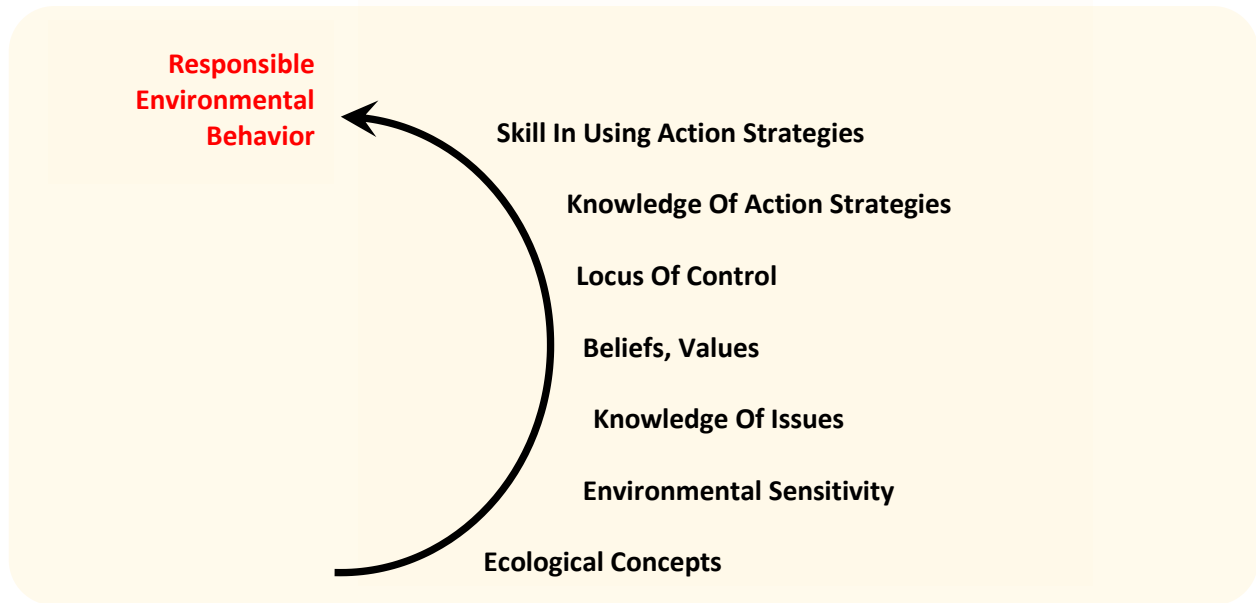 Responsible
Environmental
Behavior
Skill In Using Action Strategies
Knowledge Of Action Strategies
Locus Of Control
Beliefs, Values
Knowledge Of Issues
Environmental Sensitivity
Ecological Concepts